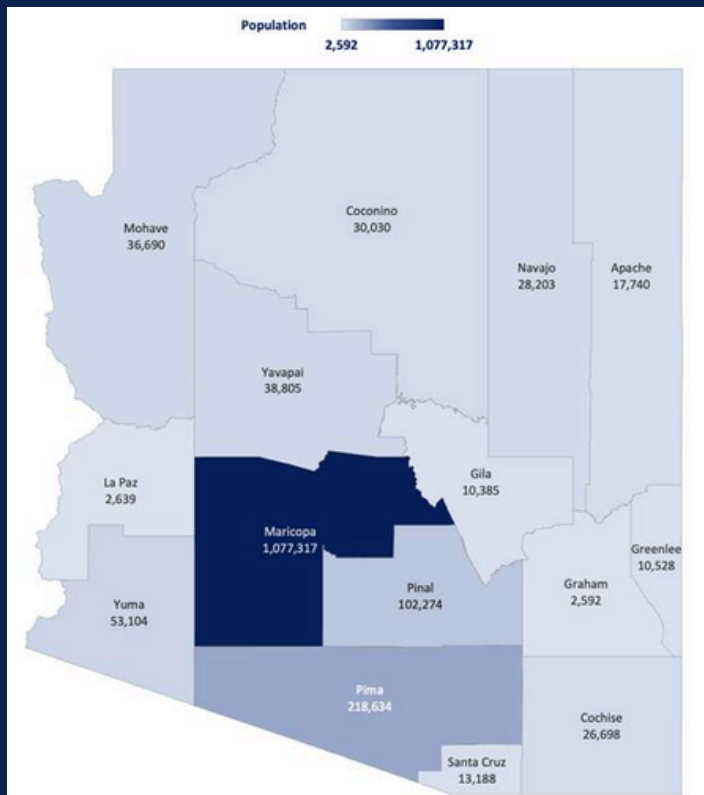 Population
2,592 1,077,317
Mohave
36,690
Coconino
30,030
Navajo
28,203
Apache
17,740
Yavapai
38,805
La Paz
2,639
Gila
10,385
Maricopa
1,077,317
Greenlee
10,528
Yuma
53,104
Pinal
102,274
Graham
2,592
Pima
218,634
Cochise
26,698
Santa Cruz
13,188